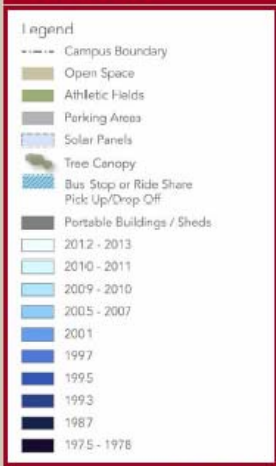 Legend
Campus Boundary
Open Space
Athletic Fields
Parking Areas
Solar Panels
Tree Canopy
Bus Stop or Ride Share
Pick Up/Drop Off
Portable Buildings / Sheds
2012 - 2013
2010 - 2011
2009 - 2010
2005 - 2007
2001
1997
1995
1993
1987
1975 - 1978